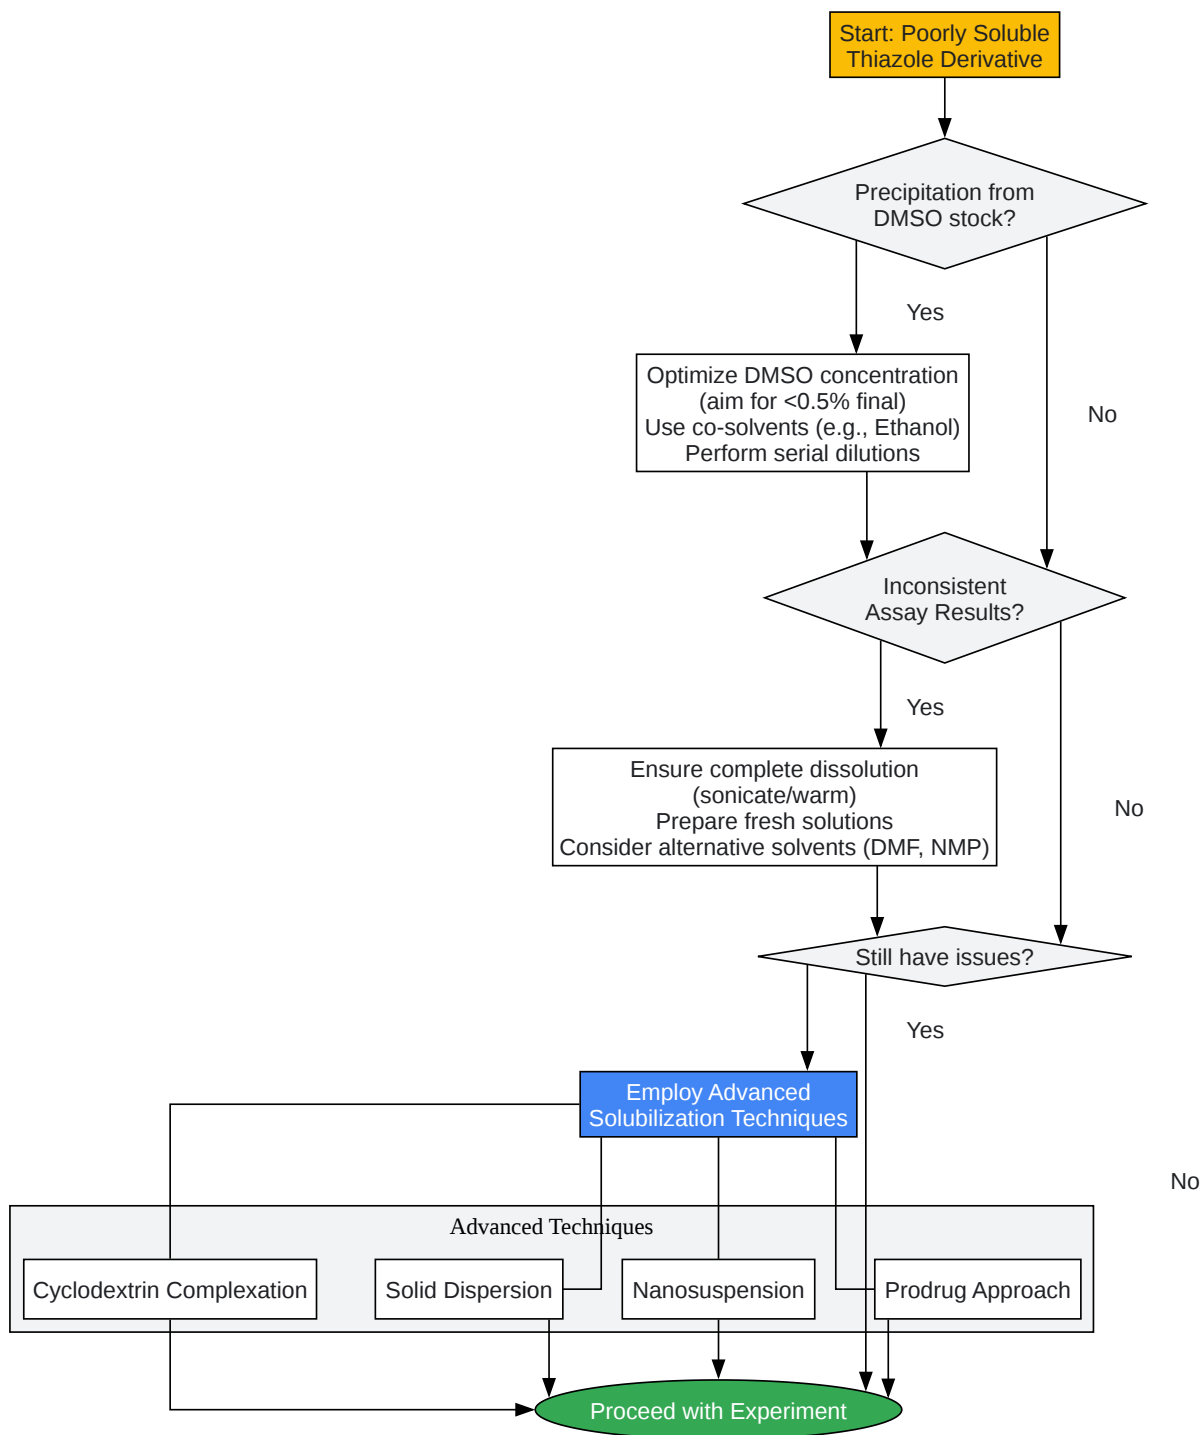 Start: Poorly Soluble
Thiazole Derivative
Precipitation from
DMSO stock?
Yes
Optimize DMSO concentration
(aim for <0.5% final)
Use co-solvents (e.g., Ethanol)
Perform serial dilutions
No
Inconsistent
Assay Results?
Yes
Ensure complete dissolution
(sonicate/warm)
Prepare fresh solutions
Consider alternative solvents (DMF, NMP)
No
Still have issues?
Yes
Employ Advanced
Solubilization Techniques
No
Advanced Techniques
Cyclodextrin Complexation
Solid Dispersion
Nanosuspension
Prodrug Approach
Proceed with Experiment